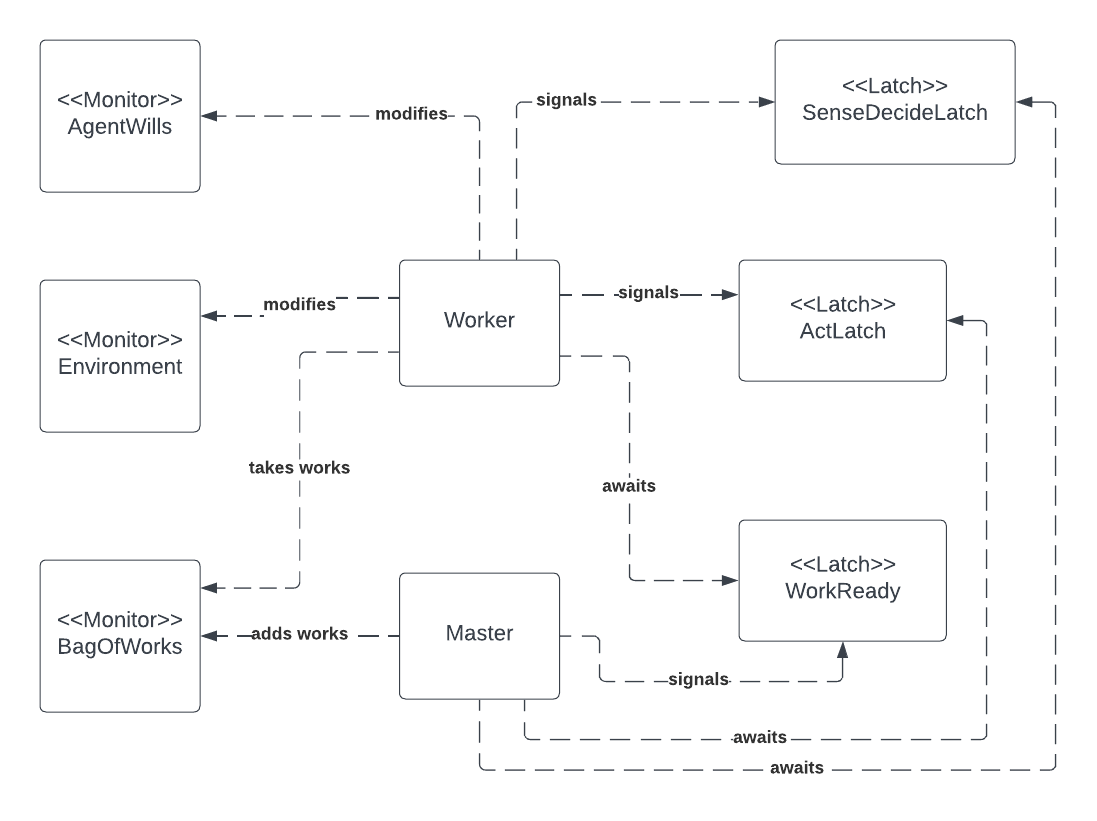 <<Monitor>>
AgentWills
modifies
signals
<<Latch>>
SenseDecideLatch
<<Monitor>>
Environment
modifies
Worker
signals
<<Latch>>
ActLatch
takes works
awaits
<<Monitor>>
BagOfWorks
adds works
Master
<<Latch>>
WorkReady
signals
awaits
awaits